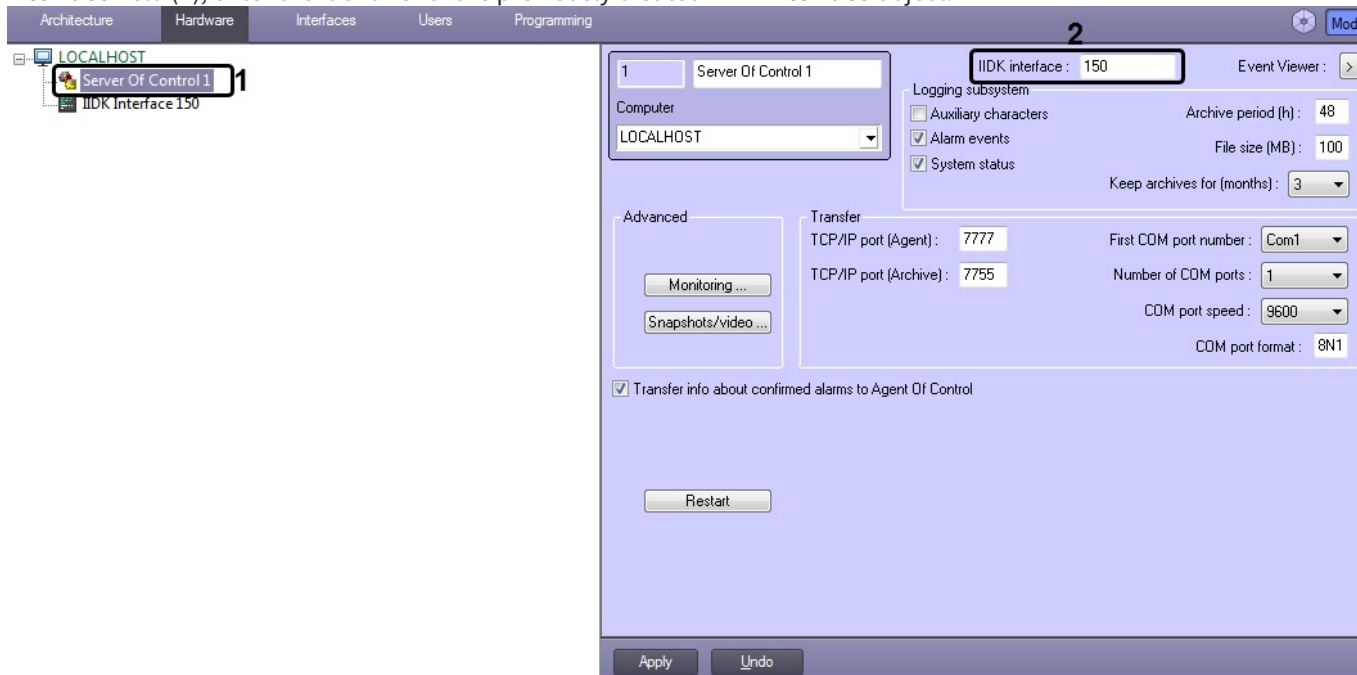 Architecture Hardware Interfaces Users Programming
2
LOCALHOST
Server Of Control 1 1
IIDK Interface 150
1 Server Of Control 1
IIDK interface : 150
Event Viewer : >
Computer
LOCALHOST
Logging subsystem
Auxiliary characters
Alarm events
System status
Archive period (h) : 48
File size (MB) : 100
Keep archives for (months) : 3
Advanced
Monitoring ...
Snapshots/video ...
Transfer
TCP/IP port (Agent) : 7777
TCP/IP port (Archive) : 7755
First COM port number : Com1
Number of COM ports : 1
COM port speed : 9600
COM port format : 8N1
Transfer info about confirmed alarms to Agent Of Control
Restart
Apply Undo